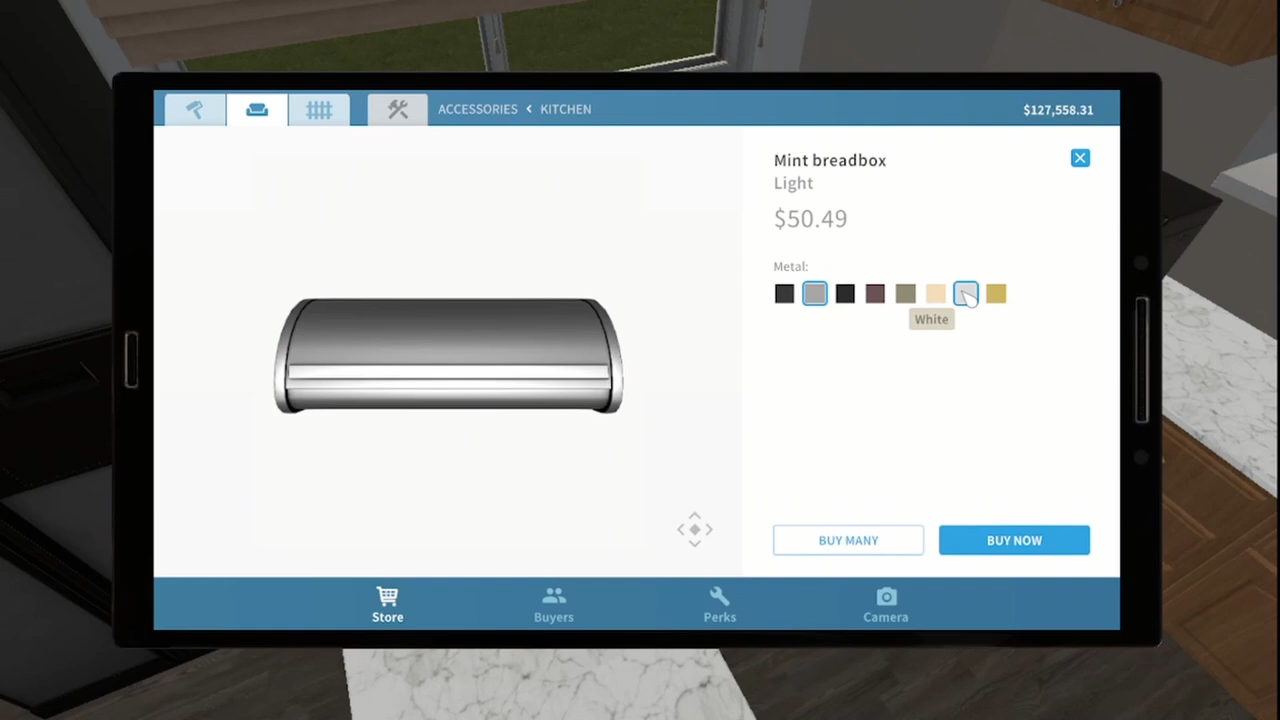 ACCESSORIES < KITCHEN
$127,558.31
Mint breadbox
Light
$50.49
Metal:
White
BUY MANY
BUY NOW
Store
Buyers
Perks
Camera